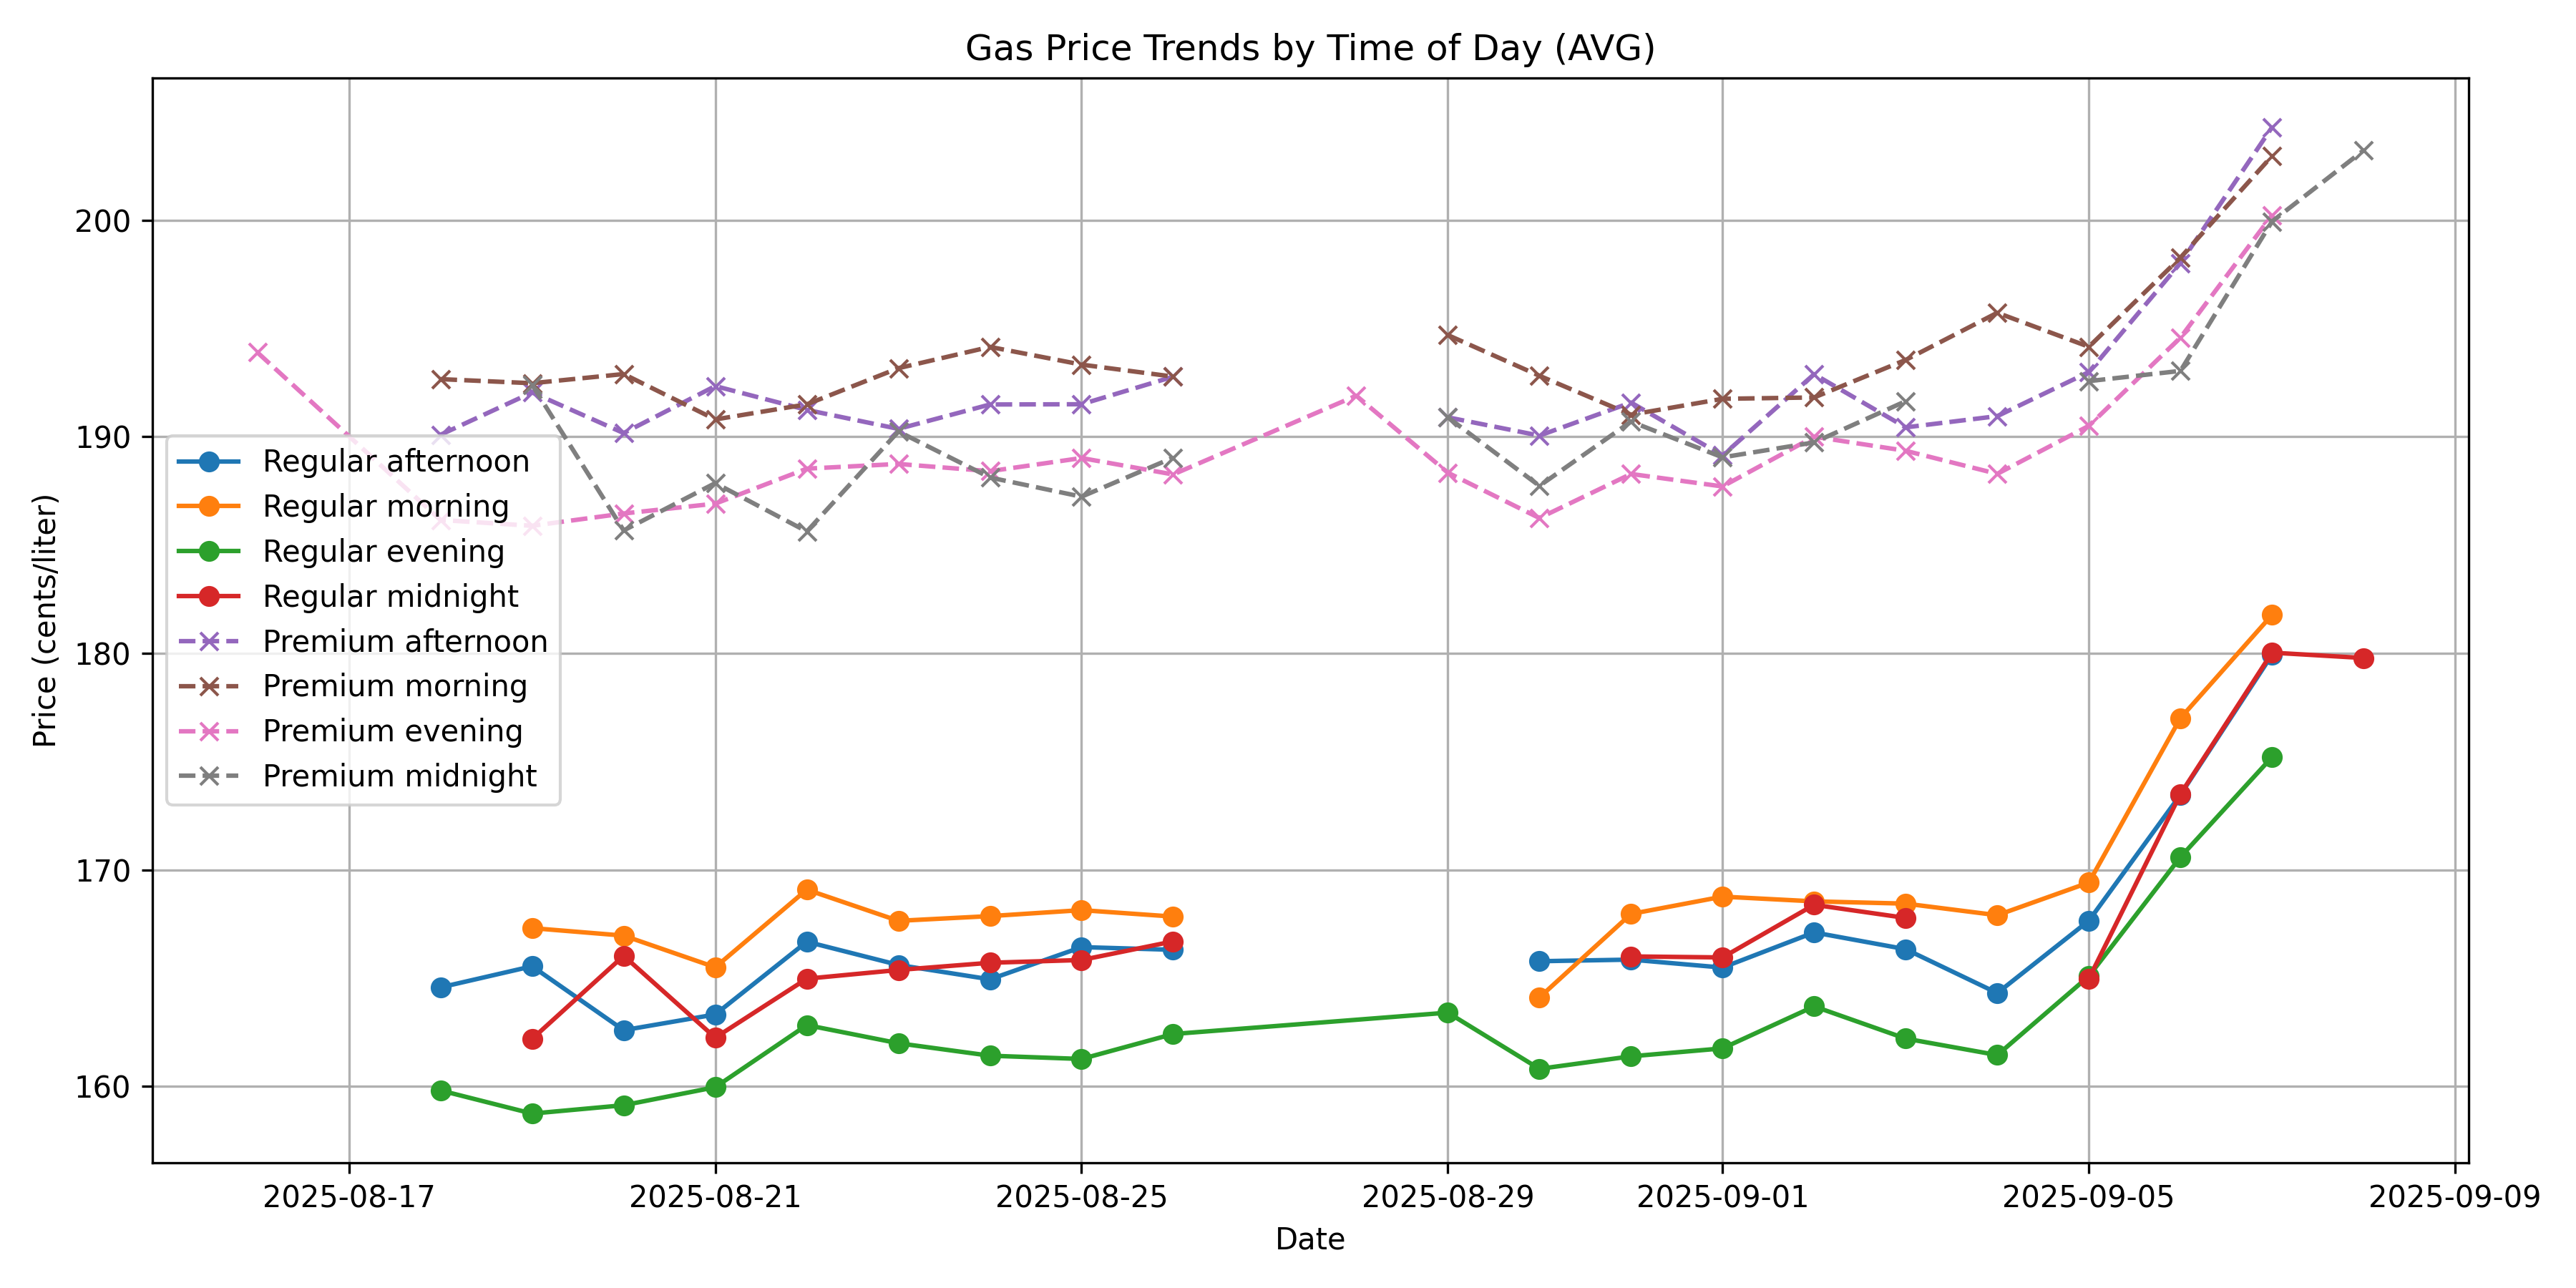 Gas Price Trends by Time of Day (AVG)
Price (cents/liter)
200
190
180
170
160
Regular afternoon
Regular morning
Regular evening
Regular midnight
Premium afternoon
Premium morning
Premium evening
Premium midnight
2025-08-17 2025-08-21 2025-08-25 2025-08-29 2025-09-01 2025-09-05 2025-09-09
Date